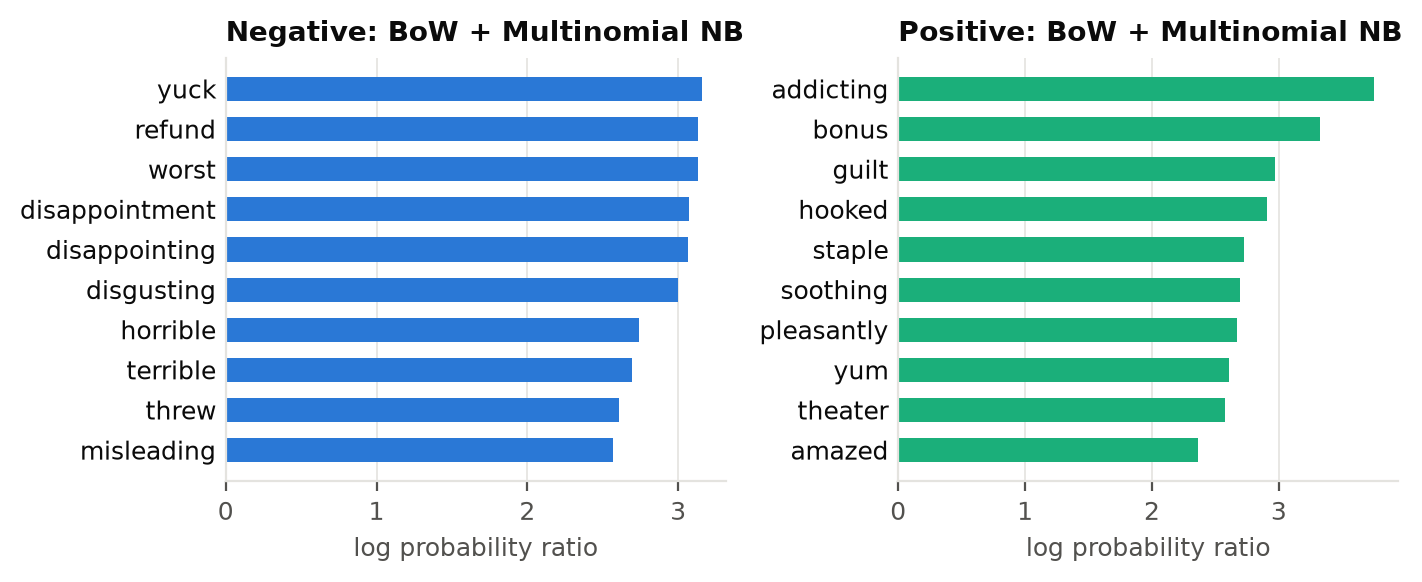 Negative: BoW + Multinomial NB
yuck
refund
worst
disappointment
disappointing
disgusting
horrible
terrible
threw
misleading
0 1 2 3
log probability ratio
Positive: BoW + Multinomial NB
addicting
bonus
guilt
hooked
staple
soothing
pleasantly
yum
theater
amazed
0 1 2 3
log probability ratio